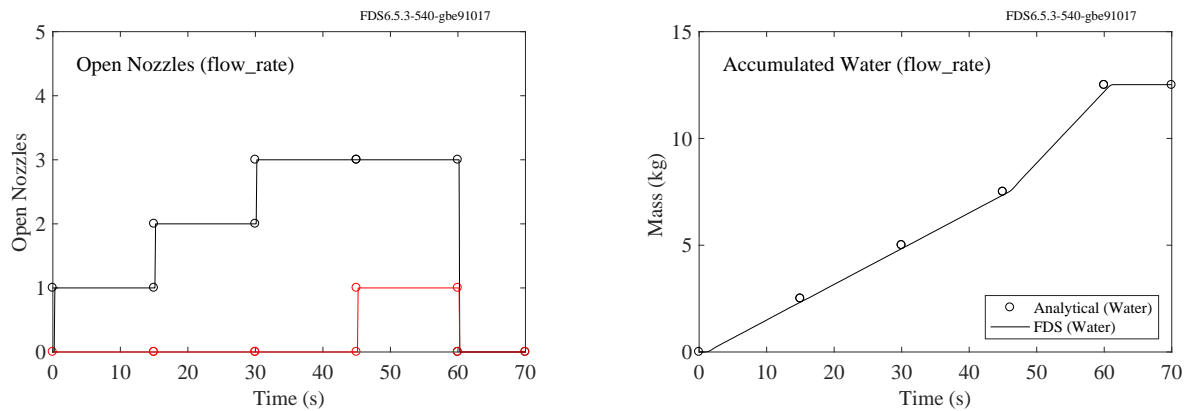 FDS6.5.3-540-gbe91017
Open Nozzles (flow_rate)
5
4
3
2
1
0
Open Nozzles
0 10 20 30 40 50 60 70
Time (s)
FDS6.5.3-540-gbe91017
Accumulated Water (flow_rate)
15
10
5
0
Mass (kg)
Analytical (Water)
FDS (Water)
0 10 20 30 40 50 60 70
Time (s)